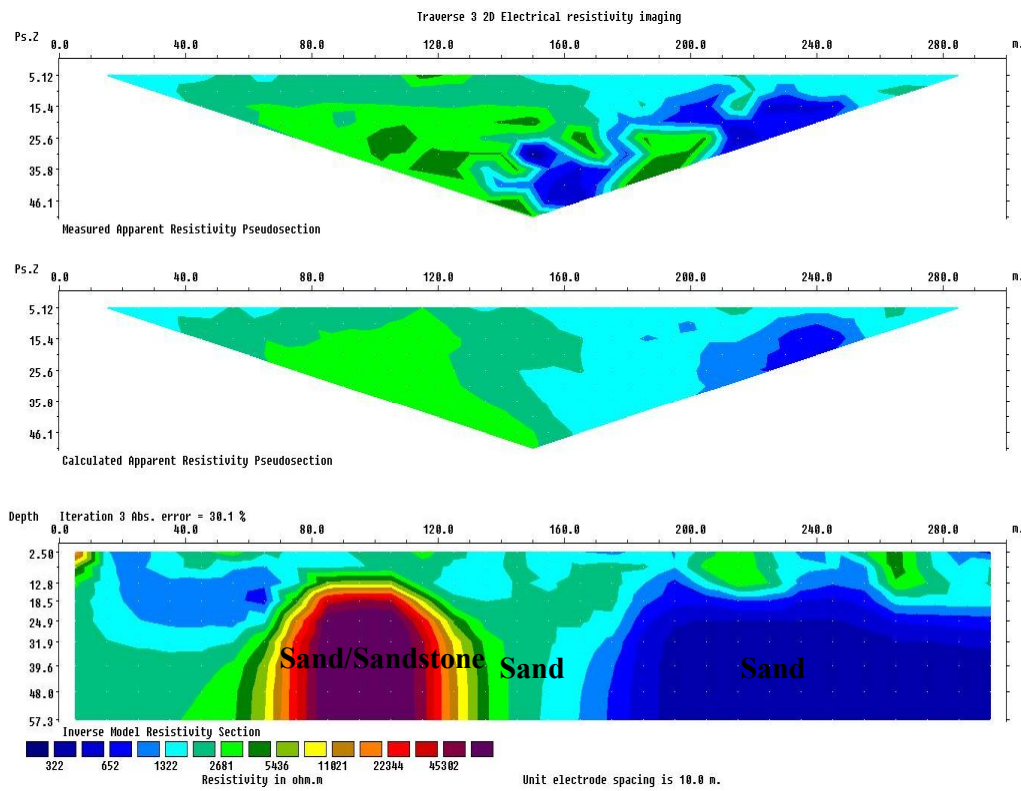 Traverse 3 2D Electrical resistivity imaging
Ps.Z 0.0 40.0 80.0 120.0 160.0 200.0 240.0 280.0 m.
5.12
15.4
25.6
35.8
46.1
Measured Apparent Resistivity Pseudosection
Ps.Z 0.0 40.0 80.0 120.0 160.0 200.0 240.0 280.0 m.
5.12
15.4
25.6
35.8
46.1
Calculated Apparent Resistivity Pseudosection
Depth Iteration 3 Abs. error = 30.1 %
0.0 40.0 80.0 120.0 160.0 200.0 240.0 280.0 m.
2.50
12.8
18.5
24.9
31.9
39.6
48.0
57.3
Sand/Sandstone Sand Sand
Inverse Model Resistivity Section
322 652 1322 2681 5436 11021 22344 45302
Resistivity in ohm.m Unit electrode spacing is 10.0 m.